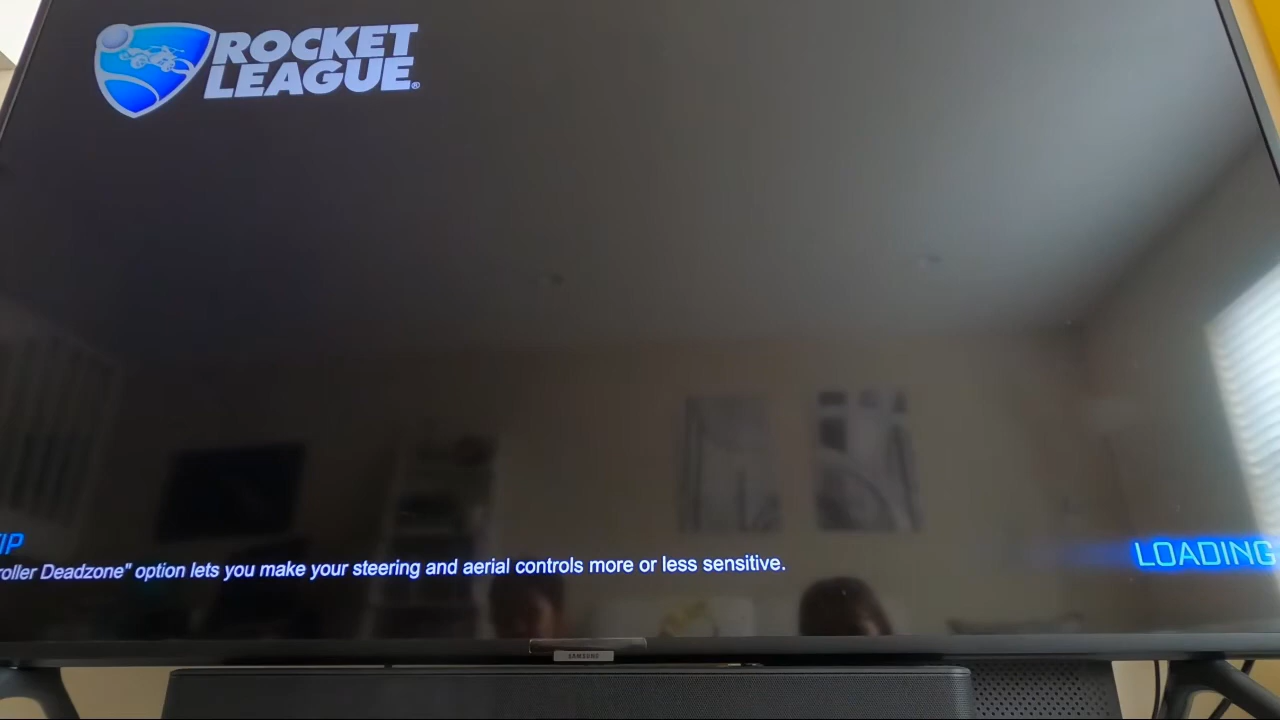 ROCKET
LEAGUE®
IP
roller Deadzone" option lets you make your steering and aerial controls more or less sensitive.
LOADING
SAMSUNG